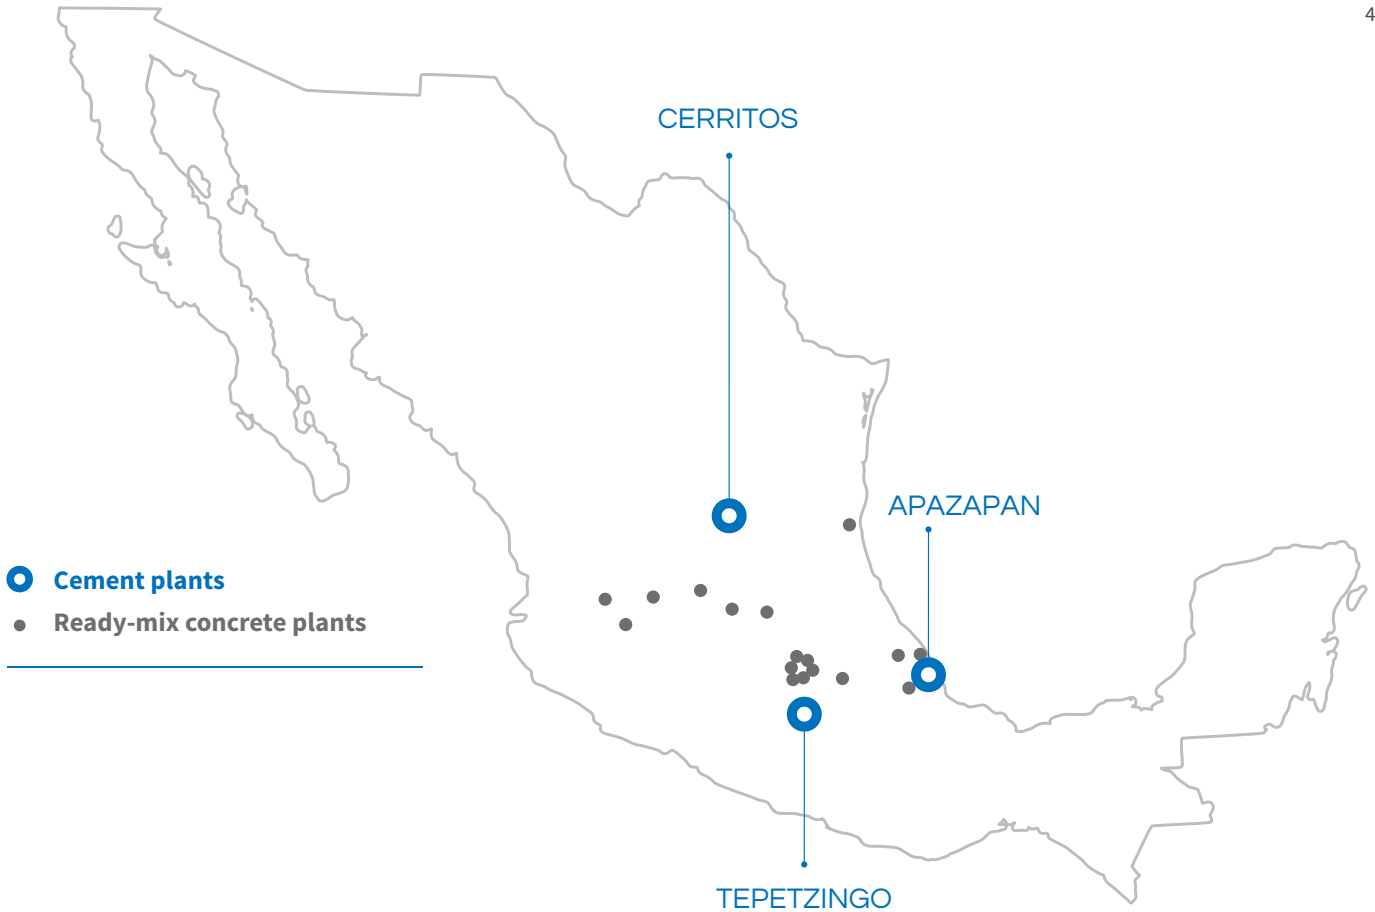 4
CERRITOS
APAZAPAN
Cement plants
Ready-mix concrete plants
TEPETZINGO